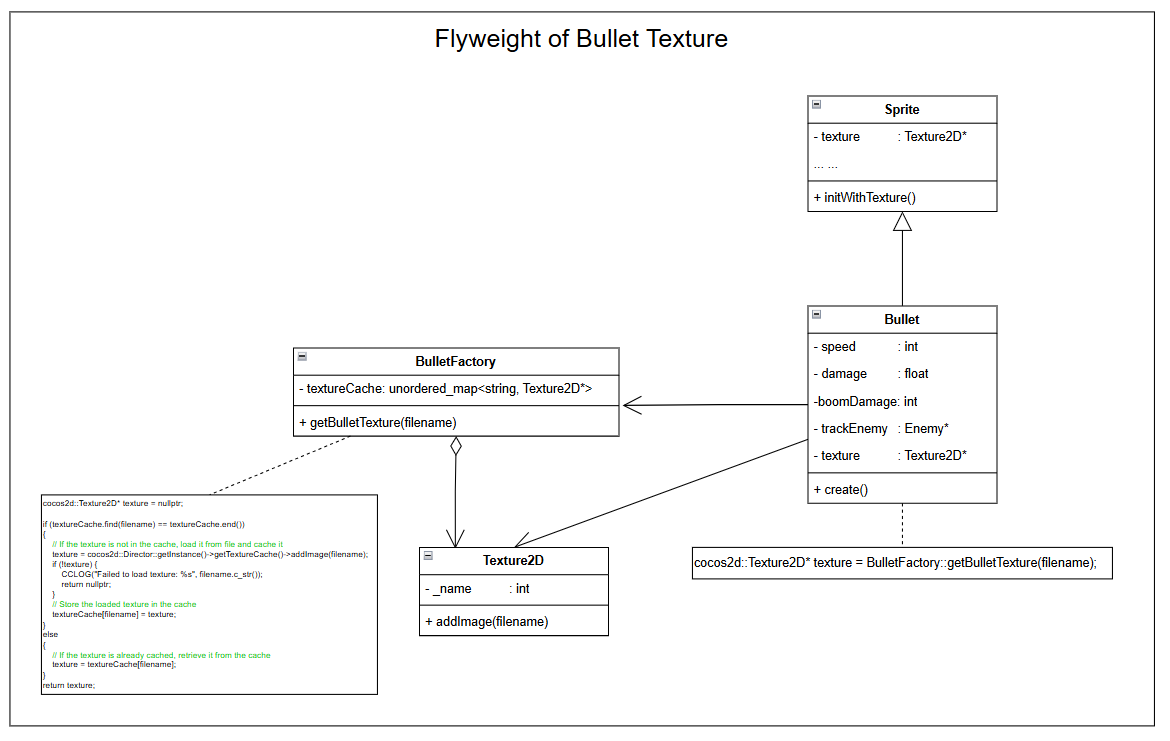 Flyweight of Bullet Texture
Sprite
- texture : Texture2D*
... ...
+ initWithTexture()
Bullet
- speed : int
- damage : float
-boomDamage: int
- trackEnemy : Enemy*
- texture : Texture2D*
+ create()
BulletFactory
- textureCache: unordered_map<string, Texture2D*>
+ getBulletTexture(filename)
cocos2d::Texture2D* texture = nullptr;
if (textureCache.find(filename) == textureCache.end())
{
// If the texture is not in the cache, load it from file and cache it
texture = cocos2d::Director::getInstance()->getTextureCache()->addImage(filename);
if (!texture) {
CCLOG("Failed to load texture: %s", filename.c_str());
return nullptr;
}
// Store the loaded texture in the cache
textureCache[filename] = texture;
}
else
{
// If the texture is already cached, retrieve it from the cache
texture = textureCache[filename];
}
return texture;
Texture2D
- _name : int
+ addImage(filename)
cocos2d::Texture2D* texture = BulletFactory::getBulletTexture(filename);